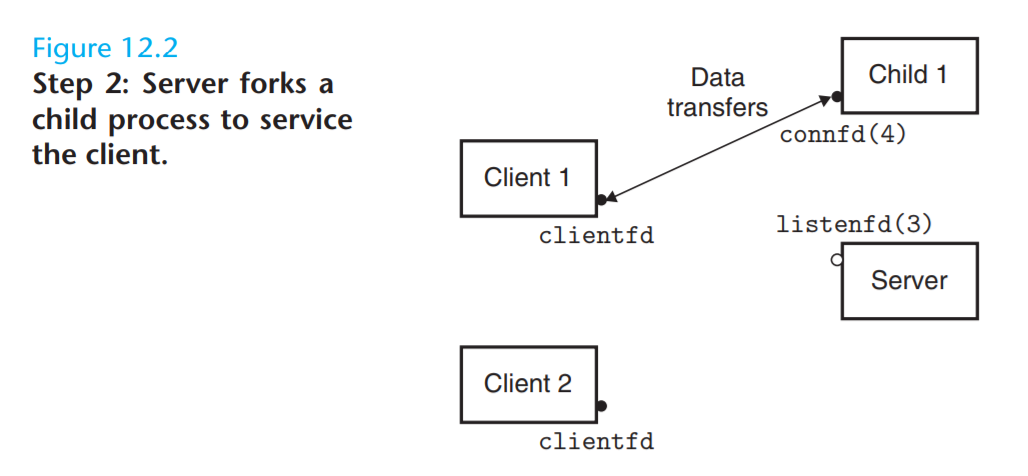 Figure 12.2
Step 2: Server forks a
child process to service
the client.
Data
transfers
Child 1
connfd(4)
Client 1
clientfd
listenfd(3)
Server
Client 2
clientfd